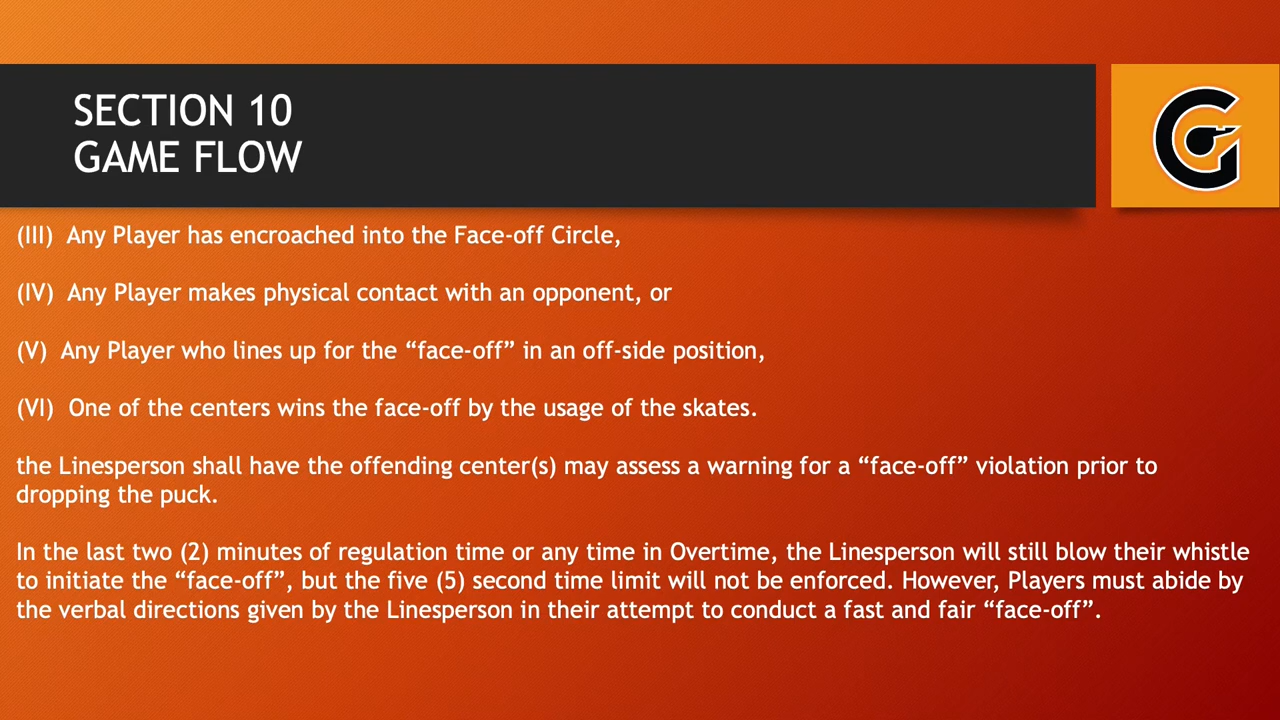 SECTION 10
GAME FLOW
(III)  Any Player has encroached into the Face-off Circle,
(IV)  Any Player makes physical contact with an opponent, or
(V)  Any Player who lines up for the “face-off” in an off-side position,
(VI)  One of the centers wins the face-off by the usage of the skates.
the Linesperson shall have the offending center(s) may assess a warning for a “face-off” violation prior to
dropping the puck.
In the last two (2) minutes of regulation time or any time in Overtime, the Linesperson will still blow their whistle
to initiate the “face-off”, but the five (5) second time limit will not be enforced. However, Players must abide by
the verbal directions given by the Linesperson in their attempt to conduct a fast and fair “face-off”.